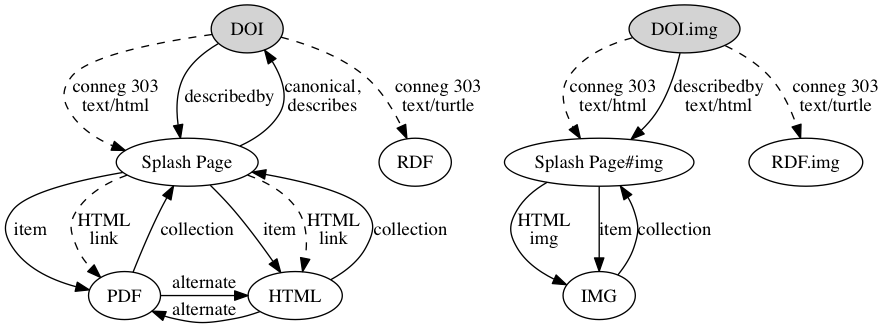 DOI
DOI.img
conneg 303
text/html
describedby
canonical,
describes
conneg 303
text/turtle
conneg 303
text/html
describedby
text/html
conneg 303
text/turtle
Splash Page
RDF
Splash Page#img
RDF.img
item
HTML
link
collection
item
HTML
link
collection
HTML
img
item
collection
PDF
alternate
alternate
HTML
IMG